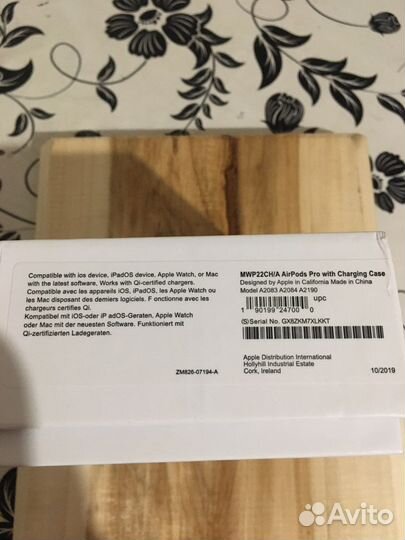 Compatible with ios device, iPadOS device, Apple Watch, or Mac
with the latest software, Works with Qi-certified chargers.
Compatible avec les appareils iOS, iPadOS, les Apple Watch ou
les Mac disposant des derniers logiciels. F onctionne avec les
chargeurs certifies Qi.
Kompatibel mit iOS-oder iP adOS-Geraten, Apple Watch
oder Mac mit der neuesten Software. Funktioniert mit
Qi-zertifizierten Ladegeraten.
ZM826-07194-A
MWP22CH/A AirPods Pro with Charging Case
Designed by Apple in California Made in China
Model A2083 A2084 A2190
upc
1 90199 24700 0
(S)Serial No. GX8ZKM7XLKKT
Apple Distribution International
Hollyhill Industrial Estate
Cork, Ireland
10/2019
Avito